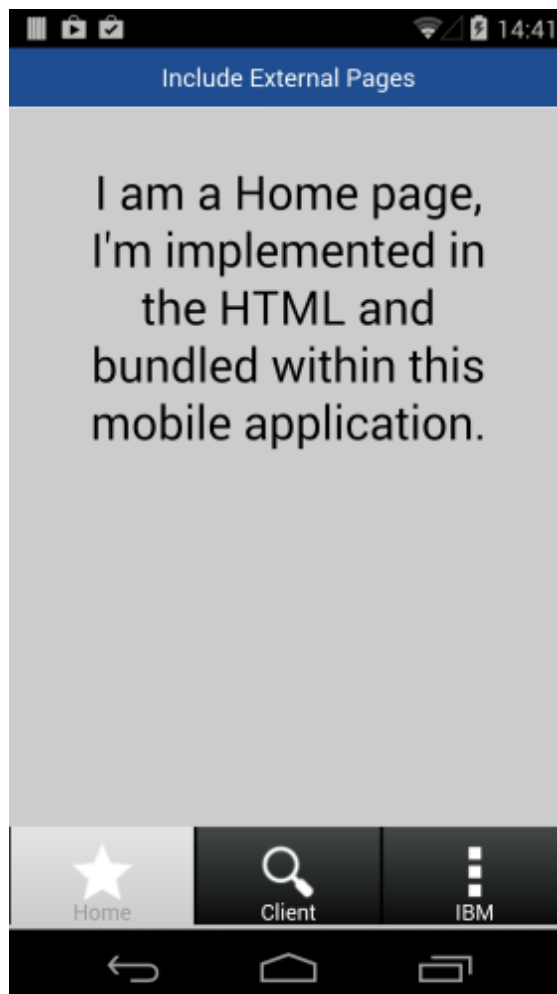 14:41
Include External Pages
I am a Home page,
I'm implemented in
the HTML and
bundled within this
mobile application.
Home
Client
IBM